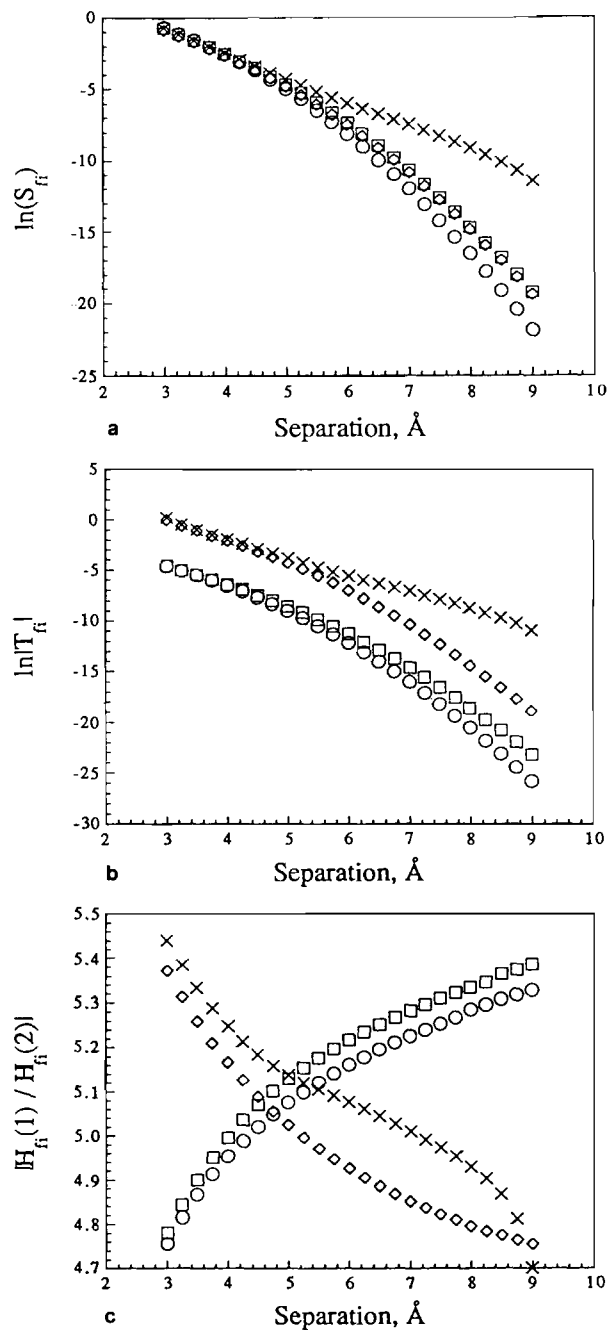 0
-5
-10
-15
-20
-25
ln(S_fi)
2 3 4 5 6 7 8 9 10
Separation, Å
a
5
0
-5
-10
-15
-20
-25
-30
ln|T_fi|
2 3 4 5 6 7 8 9 10
Separation, Å
b
5.5
5.4
5.3
5.2
5.1
5.0
4.9
4.8
4.7
|H_fi(1) / H_fi(2)|
2 3 4 5 6 7 8 9 10
Separation, Å
c